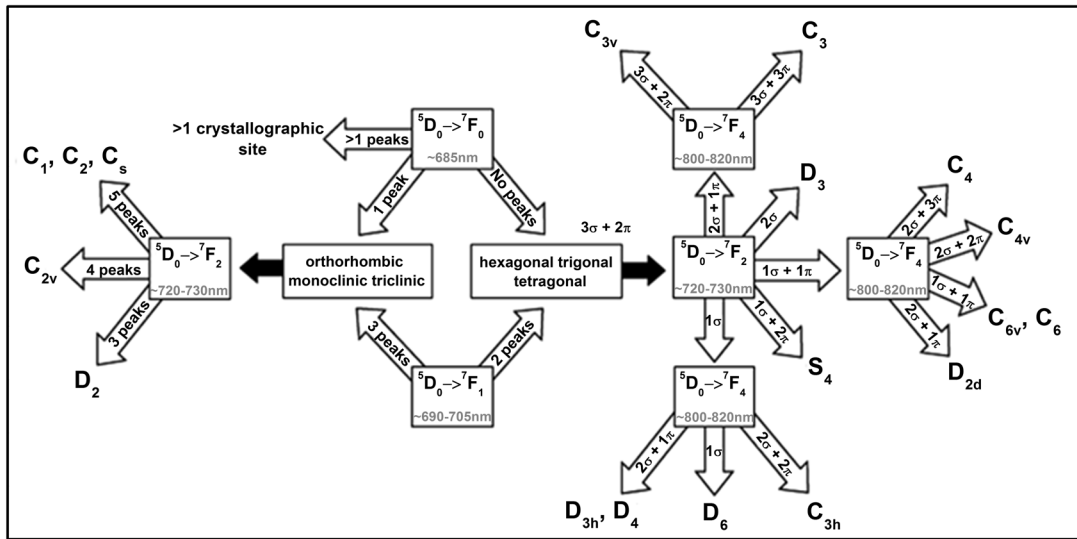 C3v
C3
3σ + 2π
3σ + 3π
5D0->7F4
~800-820nm
2σ + 1π
>1 crystallographic
site
>1 peaks
5D0->7F0
~685nm
1 peak
No peaks
C1, C2, Cs
5 peaks
C2v
4 peaks
5D0->7F2
~720-730nm
3 peaks
D2
orthorhombic
monoclinic triclinic
3σ + 2π
hexagonal trigonal
tetragonal
3 peaks
2 peaks
5D0->7F1
~690-705nm
D3
2σ
5D0->7F2
~720-730nm
1σ + 1π
1σ
1σ + 2π
S4
C4
2σ + 3π
5D0->7F4
~800-820nm
2σ + 2π
C4v
1σ + 1π
C6v, C6
2σ + 1π
D2d
5D0->7F4
~800-820nm
2σ + 1π
1σ
2σ + 2π
D3h, D4
D6
C3h